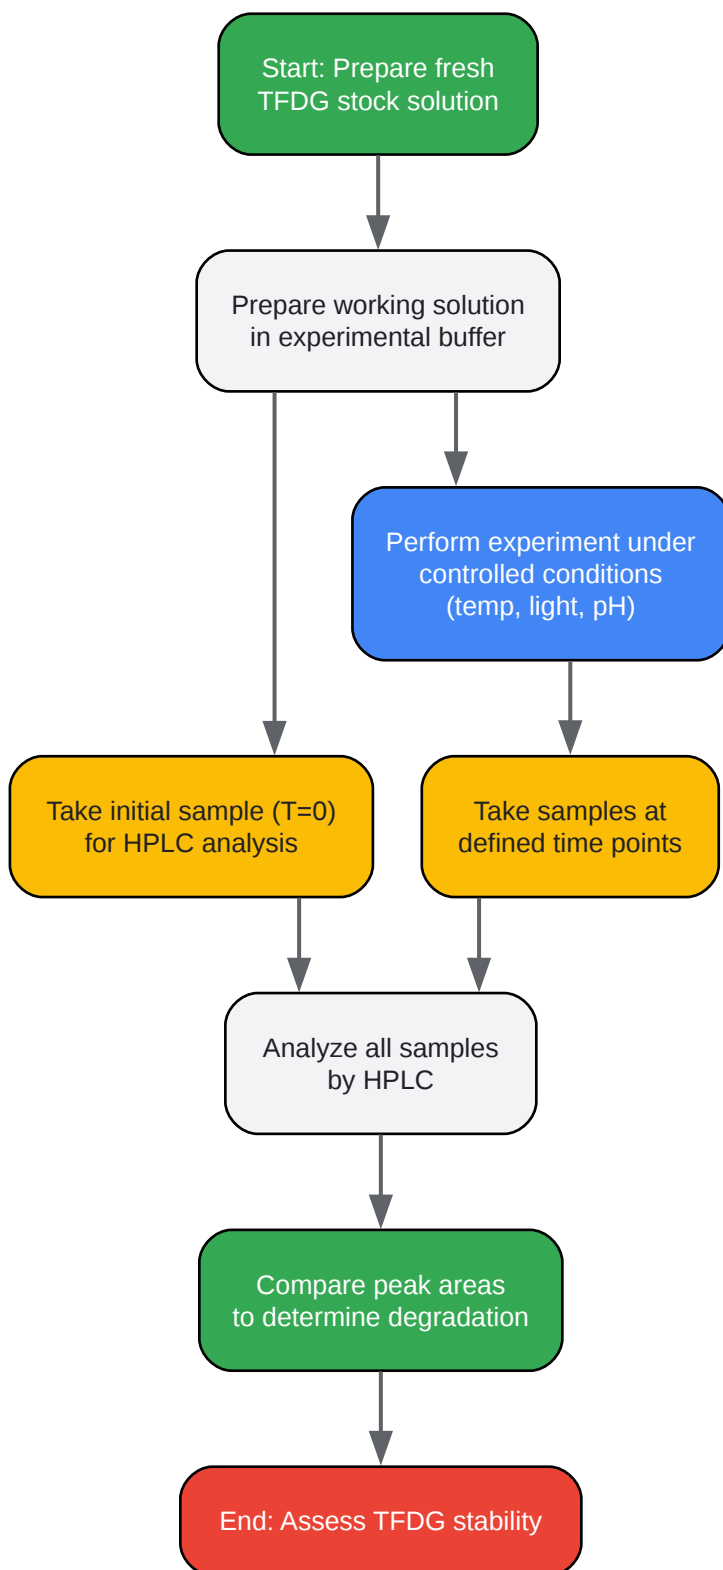 Start: Prepare fresh
TFDG stock solution
Prepare working solution
in experimental buffer
Perform experiment under
controlled conditions
(temp, light, pH)
Take initial sample (T=0)
for HPLC analysis
Take samples at
defined time points
Analyze all samples
by HPLC
Compare peak areas
to determine degradation
End: Assess TFDG stability